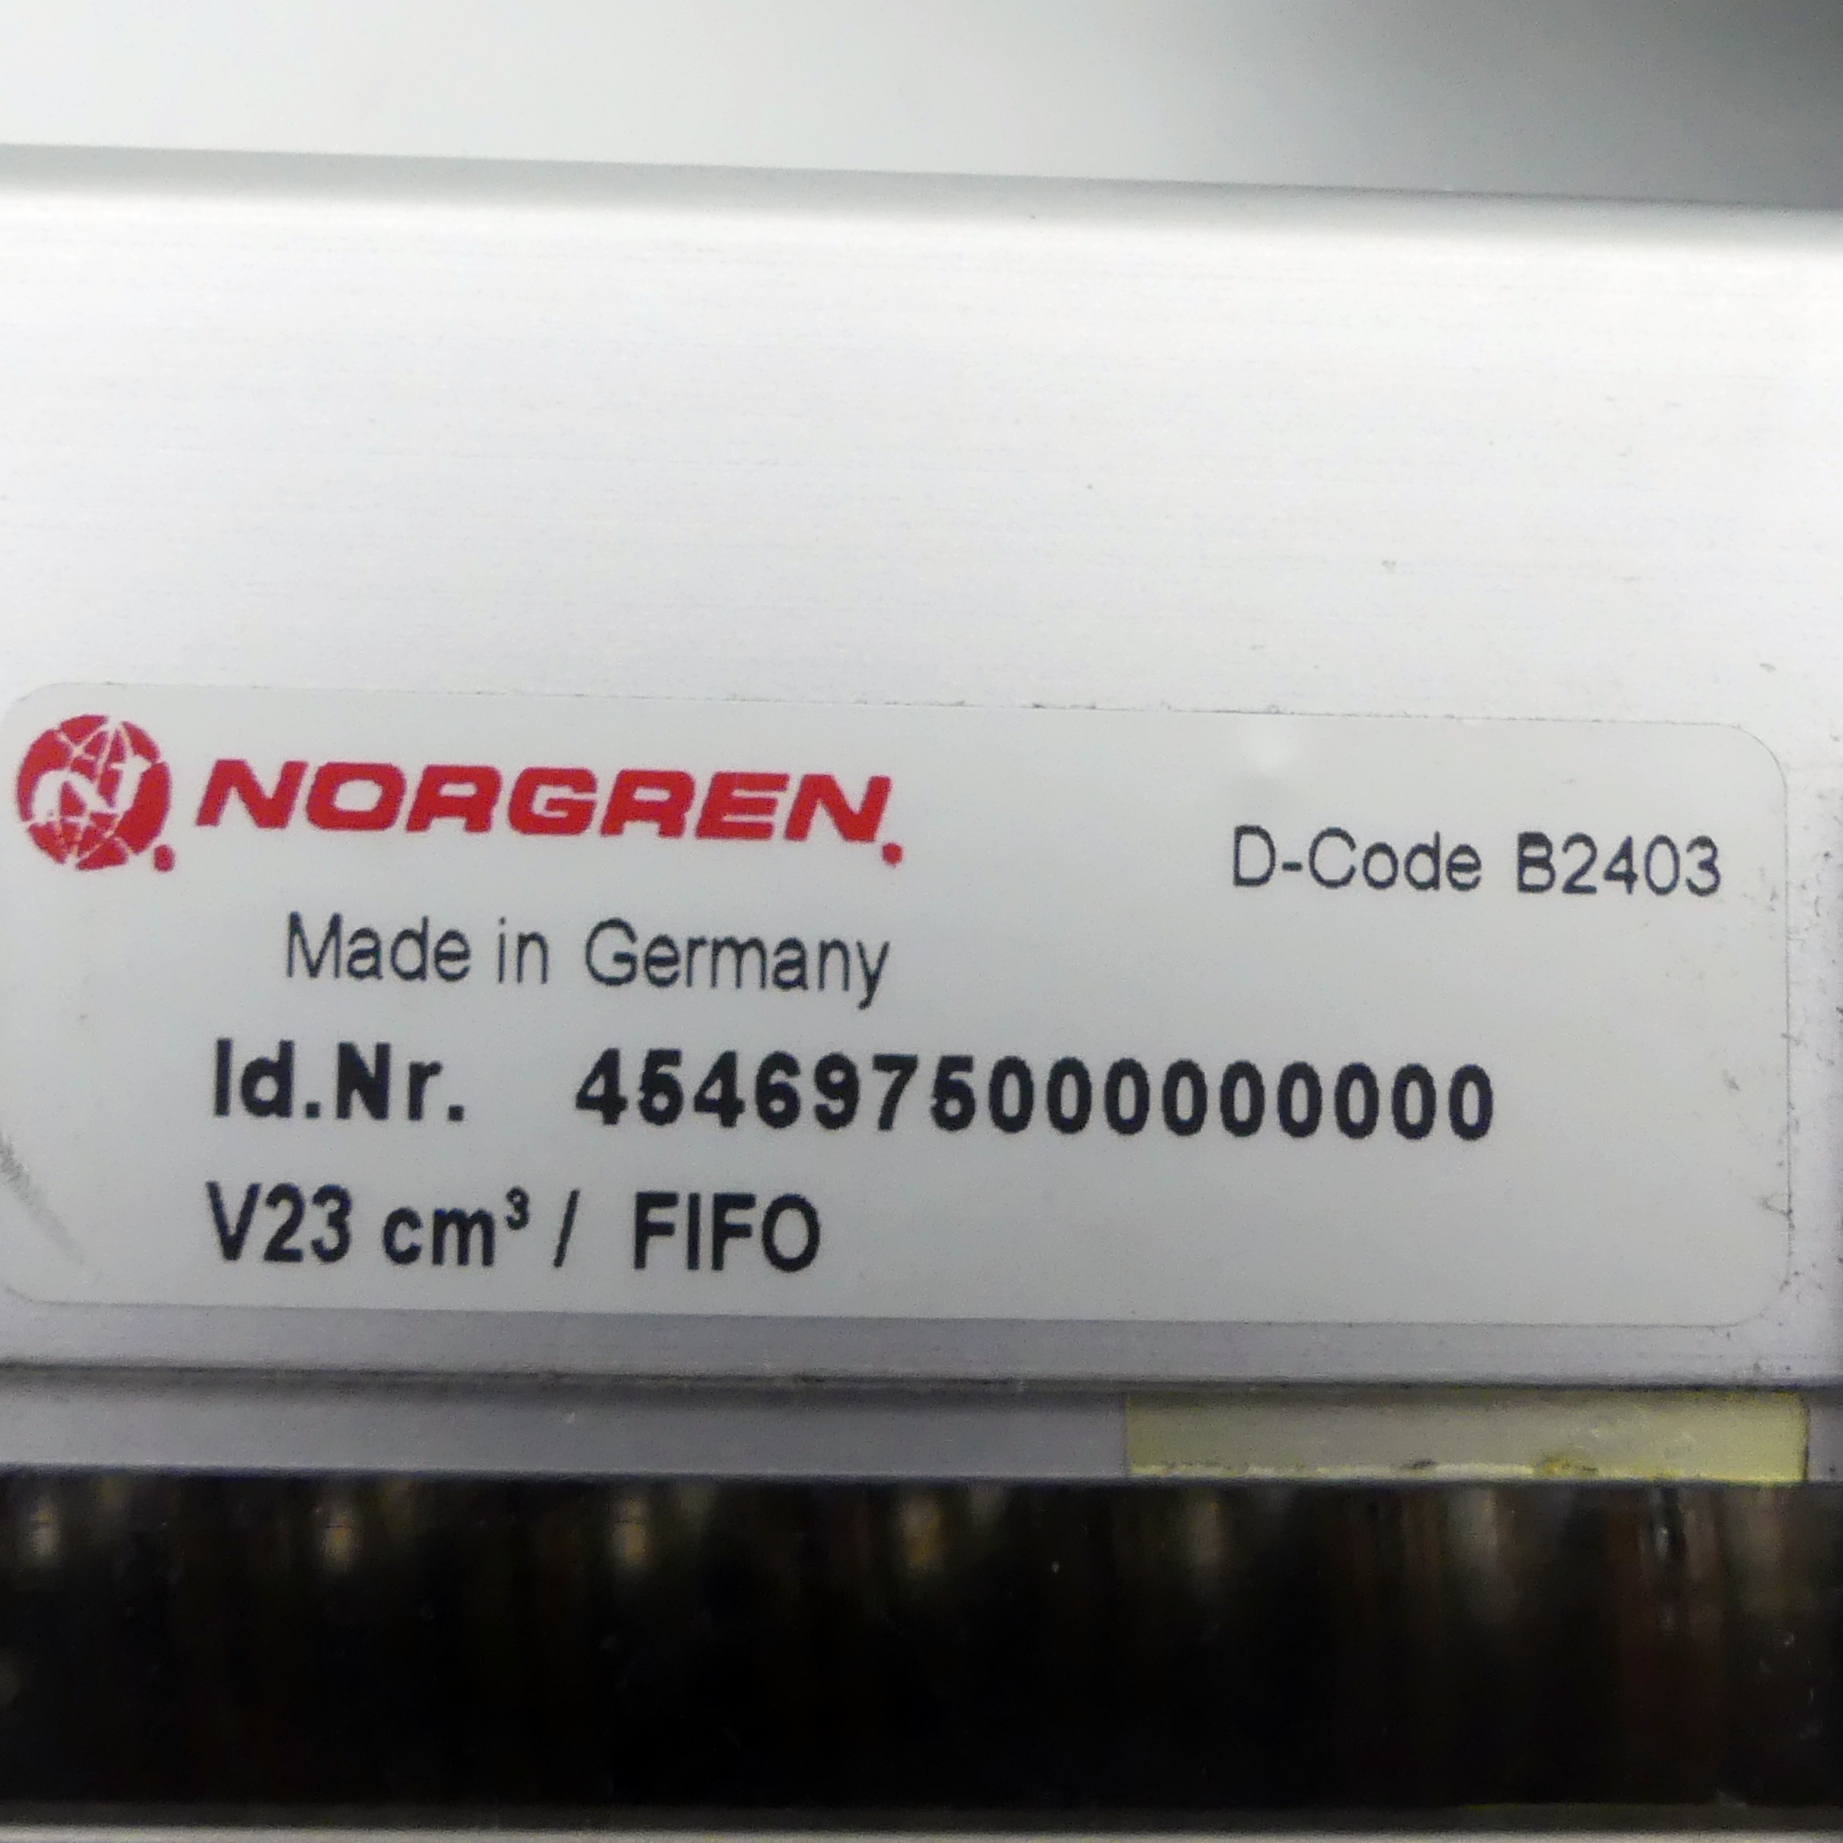 NORGREN.
D-Code B2403
Made in Germany
Id.Nr. 4546975000000000
V23 cm³ / FIFO